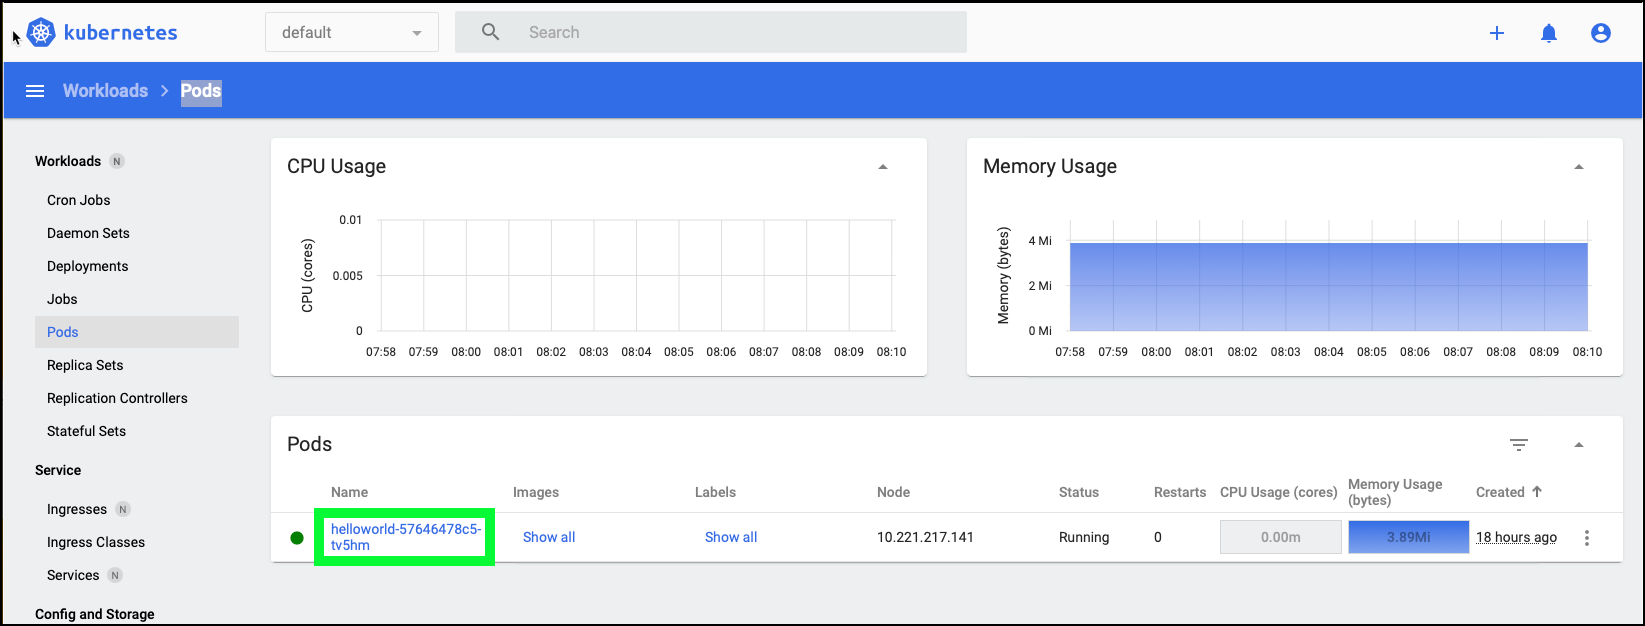 kubernetes
default
Search
Workloads > Pods
Workloads N
Cron Jobs
Daemon Sets
Deployments
Jobs
Pods
Replica Sets
Replication Controllers
Stateful Sets
Service
Ingresses N
Ingress Classes
Services N
Config and Storage
CPU Usage
CPU (cores)
0.01
0.005
0
07:58 07:59 08:00 08:01 08:02 08:03 08:04 08:05 08:06 08:07 08:08 08:09 08:10
Memory Usage
Memory (bytes)
4 Mi
2 Mi
0 Mi
07:58 07:59 08:00 08:01 08:02 08:03 08:04 08:05 08:06 08:07 08:08 08:09 08:10
Pods
Name Images Labels Node Status Restarts CPU Usage (cores) Memory Usage
(bytes) Created
helloworld-57646478c5-
tv5hm Show all Show all 10.221.217.141 Running 0 0.00m 3.89Mi 18 hours ago